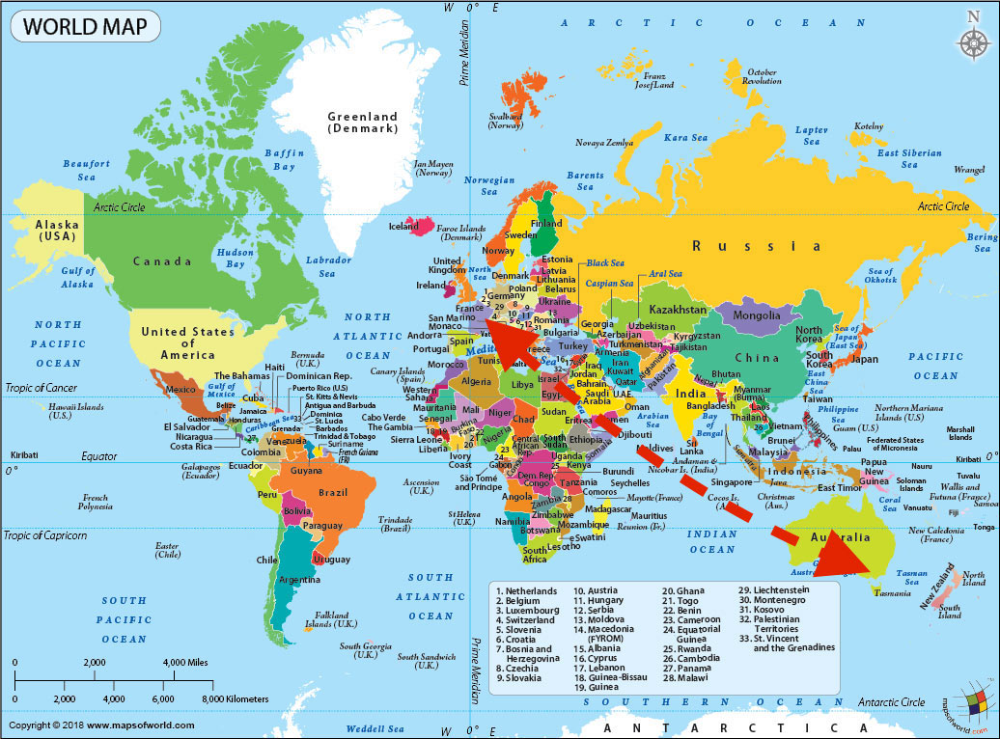 WORLD MAP
W 0° E
Prime Meridian
ARCTIC OCEAN
N
Greenland
(Denmark)
Svalbard
(Norway)
Franz
Josef Land
October
Revolution
Novaya Zemlya
Kara Sea
Laptev
Sea
Kotelny
East Siberian
Sea
Wrangel
Beaufort
Sea
Baffin
Bay
Jan Mayen
(Norway)
Norwegian
Sea
Barents
Sea
Arctic Circle
Arctic Circle
Alaska
(USA)
Gulf of
Alaska
Canada
Hudson
Bay
Labrador
Sea
Iceland
Faroe Islands
(Denmark)
Norway
Sweden
Finland
Russia
Bering
Sea
Sea of
Okhotsk
United
Kingdom
North
Sea
Ireland
Denmark
Estonia
Latvia
Lithuania
Belarus
Poland
Germany
Ukraine
France
San Marino
Monaco
Andorra
Portugal
Spain
Romania
Bulgaria
Black Sea
Caspian Sea
Aral Sea
Georgia
Azerbaijan
Armenia
Turkey
Kazakhstan
Uzbekistan
Turkmenistan
Kyrgyzstan
Tajikistan
Mongolia
China
North
Korea
South
Korea
Japan
Sea of
Japan
(East Sea)
East
China
Sea
NORTH
PACIFIC
OCEAN
United States
of
America
NORTH
ATLANTIC
OCEAN
PACIFIC
OCEAN
Bermuda
(U.K.)
Canary Islands
(Spain)
Tropic of Cancer
Hawaii Islands
(U.S.)
Mexico
Gulf of
Mexico
The Bahamas
Haiti
Dominican Rep.
Cuba
Puerto Rico (U.S)
St. Kitts & Nevis
Antigua and Barbuda
Dominica
St. Luda
Barbados
Trinidad & Tobago
Grenada
33
Belize
Jamaica
Guatemala
Honduras
El Salvador
Nicaragua
Costa Rica
27
Caribbean Sea
Venezuela
Suriname
French Guiana
(FR)
Colombia
Guyana
Ecuador
Galapagos
(Ecuador)
Peru
Brazil
Bolivia
Paraguay
Uruguay
Chile
Argentina
Morocco
Western
Sahara
Algeria
Libya
Israel
Jordan
Iraq
Iran
Kuwait
Bahrain
Qatar
Saudi
Arabia
U.A.E.
Oman
Afghanistan
Pakistan
India
Nepal
Bhutan
Bangladesh
Myanmar
(Burma)
Laos
Thailand
26
Vietnam
Taiwan
Philippines
Philippine
Sea
Guam (U.S)
Northern Mariana
Islands (U.S)
Marshall
Islands
Federated States
of Micronesia
Palau
Arabian
Sea
Bay
of
Bengal
Sri
Lanka
Andaman &
Nicobar Is. (India)
Brunei
Malaysia
Sumatra
Singapore
Indonesia
Java
East Timor
Papua
New
Guinea
Nauru
Kiribati
Solomon
Islands
Tuvalu
Wallis and
Futuna (France)
Vanuatu
Fiji
Tonga
Samoa
New Caledonia
(France)
Coral
Sea
Cabo Verde
The Gambia
Mauritania
Senegal
Sierra Leone
Liberia
Mali
Niger
Chad
Sudan
Eritrea
Djibouti
Ivory
Coast
Nigeria
Central
African
Rep.
South
Sudan
Ethiopia
Somalia
Uganda
Kenya
Gabon
São Tomé
and Príncipe
Dem.Rep.
Congo
Burundi
Tanzania
Seychelles
Comoros
Mayotte (France)
Angola
Zambia
28
Madagascar
Mauritius
Reunion (Fr.)
Zimbabwe
Namibia
Botswana
Mozambique
eSwatini
Lesotho
South
Africa
Kiribati
Equator
0°
0°
French
Polynesia
Ascension
(U.K.)
St Helena
(U.K.)
Trindade
(Brazil)
Cocos Is.
Christmas
(Aus.)
Tropic of Capricorn
Easter
(Chile)
INDIAN
OCEAN
Australia
Tasmania
Tasman
Sea
New Zealand
North
Island
South
Island
SOUTH
PACIFIC
OCEAN
SOUTH
ATLANTIC
OCEAN
Falkland
Islands (U.K.)
South Georgia
(U.K.)
South Sandwich
(U.K.)
1. Netherlands
2. Belgium
3. Luxembourg
4. Switzerland
5. Slovenia
6. Croatia
7. Bosnia and
Herzegovina
8. Czechia
9. Slovakia
10. Austria
11. Hungary
12. Serbia
13. Moldova
14. Macedonia
(FYROM)
15. Albania
16. Cyprus
17. Lebanon
18. Guinea-Bissau
19. Guinea
20. Ghana
21. Togo
22. Benin
23. Cameroon
24. Equatorial
Guinea
25. Rwanda
26. Cambodia
27. Panama
28. Malawi
29. Liechtenstein
30. Montenegro
31. Kosovo
32. Palestinian
Territories
33. St. Vincent
and the Grenadines
0 2,000 4,000 Miles
0 2,000 4,000 6,000 8,000 Kilometers
Prime Meridian
SOUTHERN OCEAN
Antarctic Circle
Copyright © 2018 www.mapsofworld.com
Weddell Sea
W 0° E
ANTARCTICA
mapsofworld.com